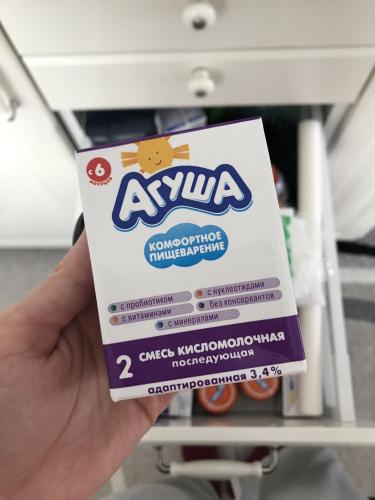 с 6
месяцев
Агуша
КОМФОРТНОЕ
ПИЩЕВАРЕНИЕ
с пробиотиком
с нуклеотидами
с витаминами
без консервантов
с минералами
2 СМЕСЬ КИСЛОМОЛОЧНАЯ
последующая
адаптированная 3,4%